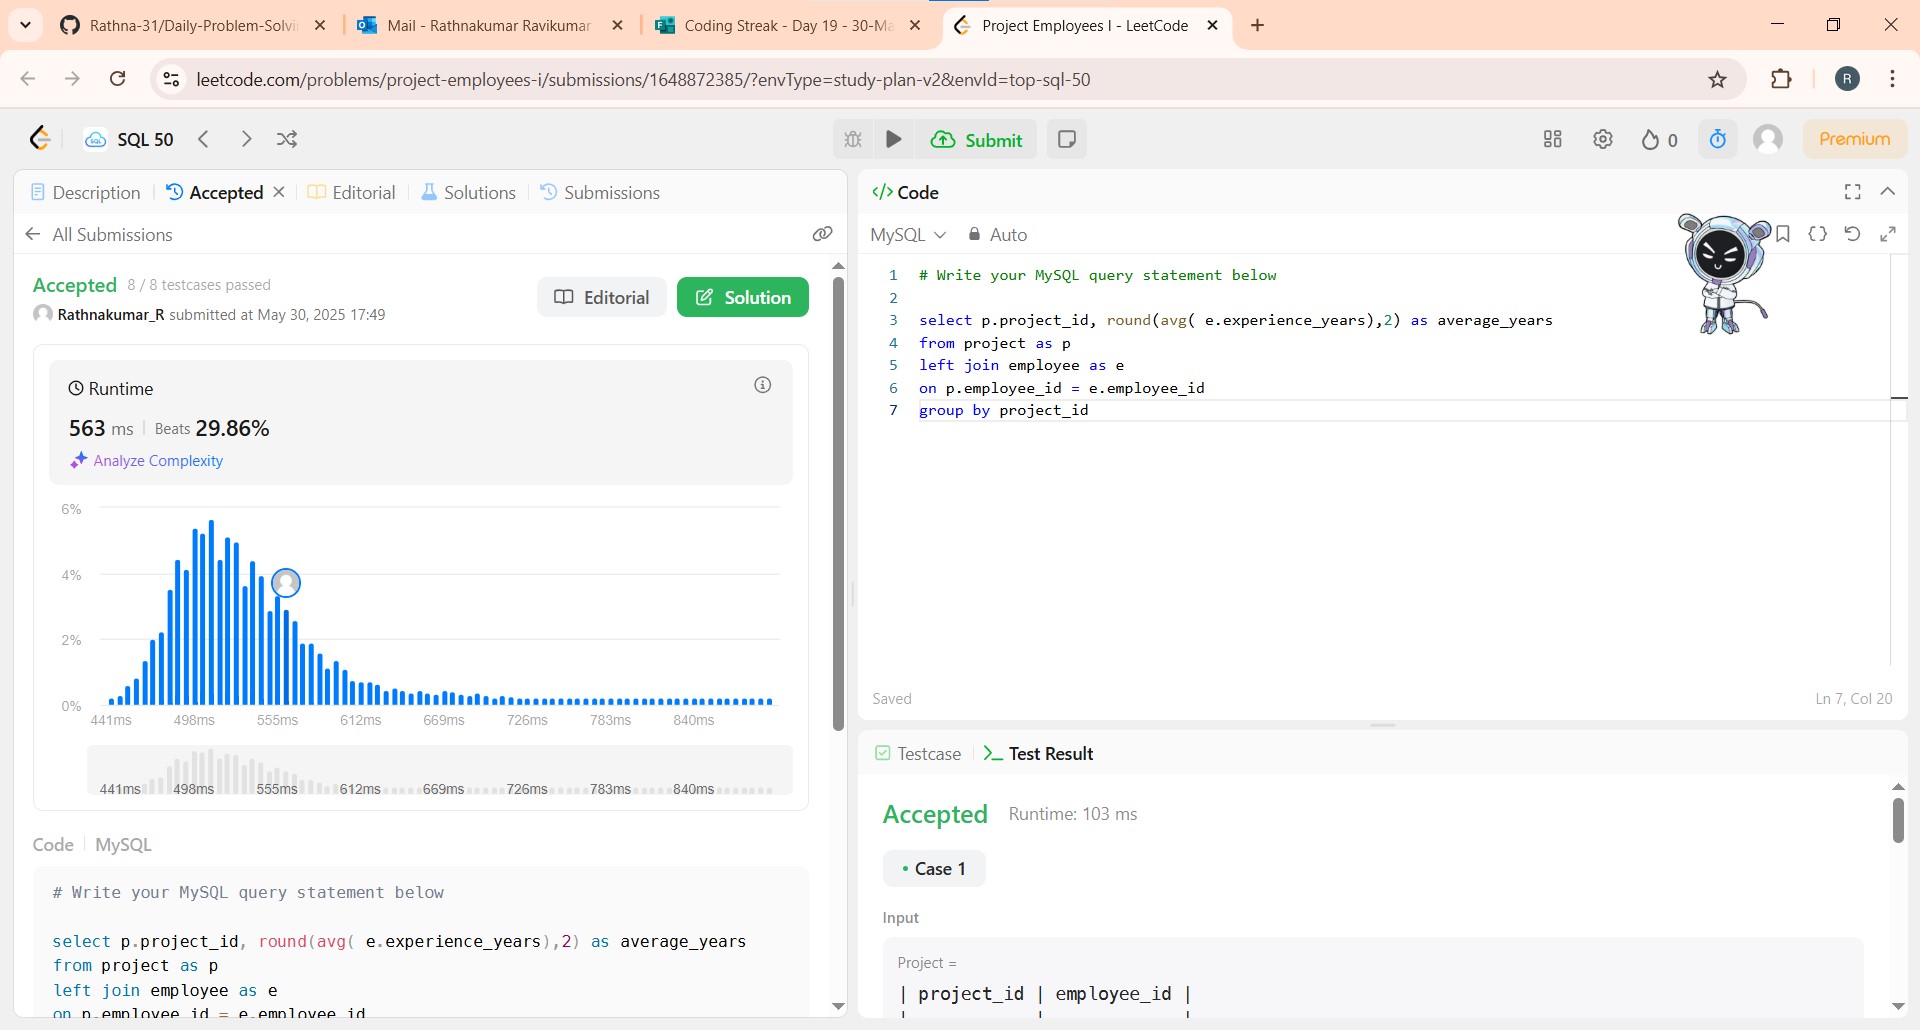 Rathna-31/Daily-Problem-Solvi
Mail - Rathnakumar Ravikumar
Coding Streak - Day 19 - 30-Ma
Project Employees I - LeetCode
leetcode.com/problems/project-employees-i/submissions/1648872385/?envType=study-plan-v2&envId=top-sql-50
R
SQL 50
Submit
0
Premium
Description
Accepted
Editorial
Solutions
Submissions
All Submissions
Accepted 8 / 8 testcases passed
Rathnakumar_R submitted at May 30, 2025 17:49
Editorial
Solution
Runtime
563 ms Beats 29.86%
Analyze Complexity
6%
4%
2%
0%
441ms 498ms 555ms 612ms 669ms 726ms 783ms 840ms
441ms 498ms 555ms 612ms 669ms 726ms 783ms 840ms
Code MySQL
# Write your MySQL query statement below
select p.project_id, round(avg( e.experience_years),2) as average_years
from project as p
left join employee as e
on p.employee_id = e.employee_id
</> Code
MySQL Auto
1 # Write your MySQL query statement below
2
3 select p.project_id, round(avg( e.experience_years),2) as average_years
4 from project as p
5 left join employee as e
6 on p.employee_id = e.employee_id
7 group by project_id
Saved
Ln 7, Col 20
Testcase
Test Result
Accepted Runtime: 103 ms
Case 1
Input
Project =
| project_id | employee_id |